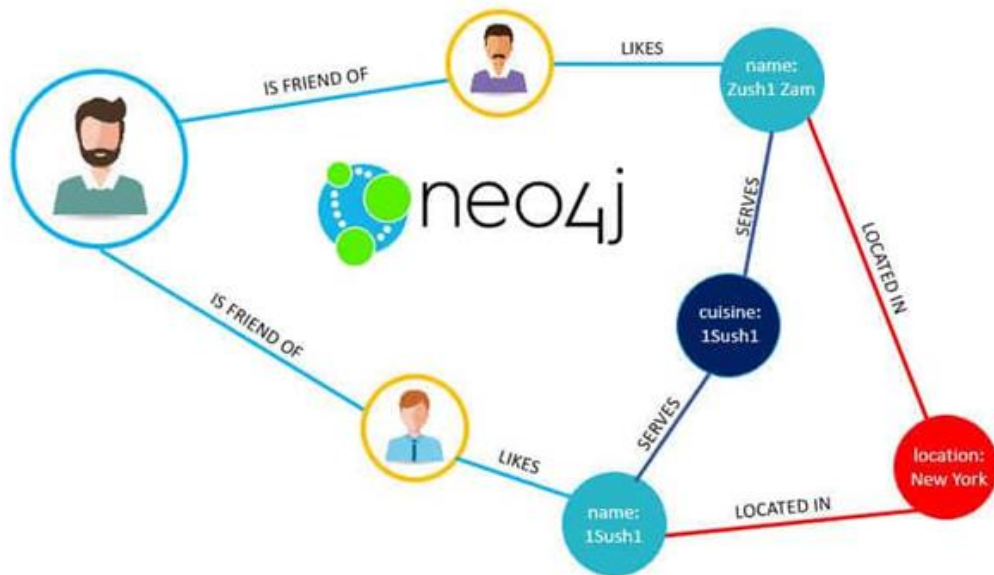 IS FRIEND OF
LIKES
name:
Zush1 Zam
neo4j
SERVES
LOCATED IN
cuisine:
1Sush1
IS FRIEND OF
SERVES
LIKES
location:
New York
name:
1Sush1
LOCATED IN